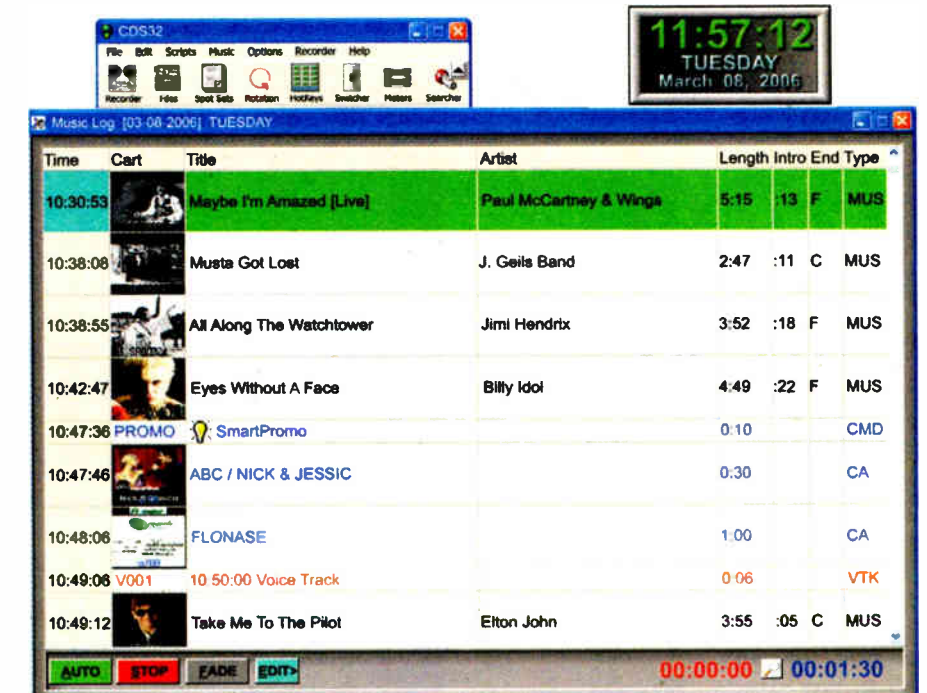 CDS32
File Edit Scripts Music Options Recorder Help
Recorder Files Spot Sets Rotation HotKeys Switcher Meters Searcher
11:57:12
TUESDAY
March 08, 2006
Music Log [03-08-2006] TUESDAY
Time Cart Title Artist Length Intro End Type
10:30:53 Maybe I'm Amazed [Live] Paul McCartney & Wings 5:15 :13 F MUS
10:38:08 Musta Got Lost J. Geils Band 2:47 :11 C MUS
10:38:55 All Along The Watchtower Jimi Hendrix 3:52 :18 F MUS
10:42:47 Eyes Without A Face Billy Idol 4:49 :22 F MUS
10:47:36 PROMO SmartPromo 0:10 CMD
10:47:46 ABC / NICK & JESSIC 0:30 CA
10:48:06 FLONASE 1:00 CA
10:49:06 V001 10 50:00 Voice Track 0:06 VTK
10:49:12 Take Me To The Pilot Elton John 3:55 :05 C MUS
AUTO STOP FADE EDIT> 00:00:00 00:01:30